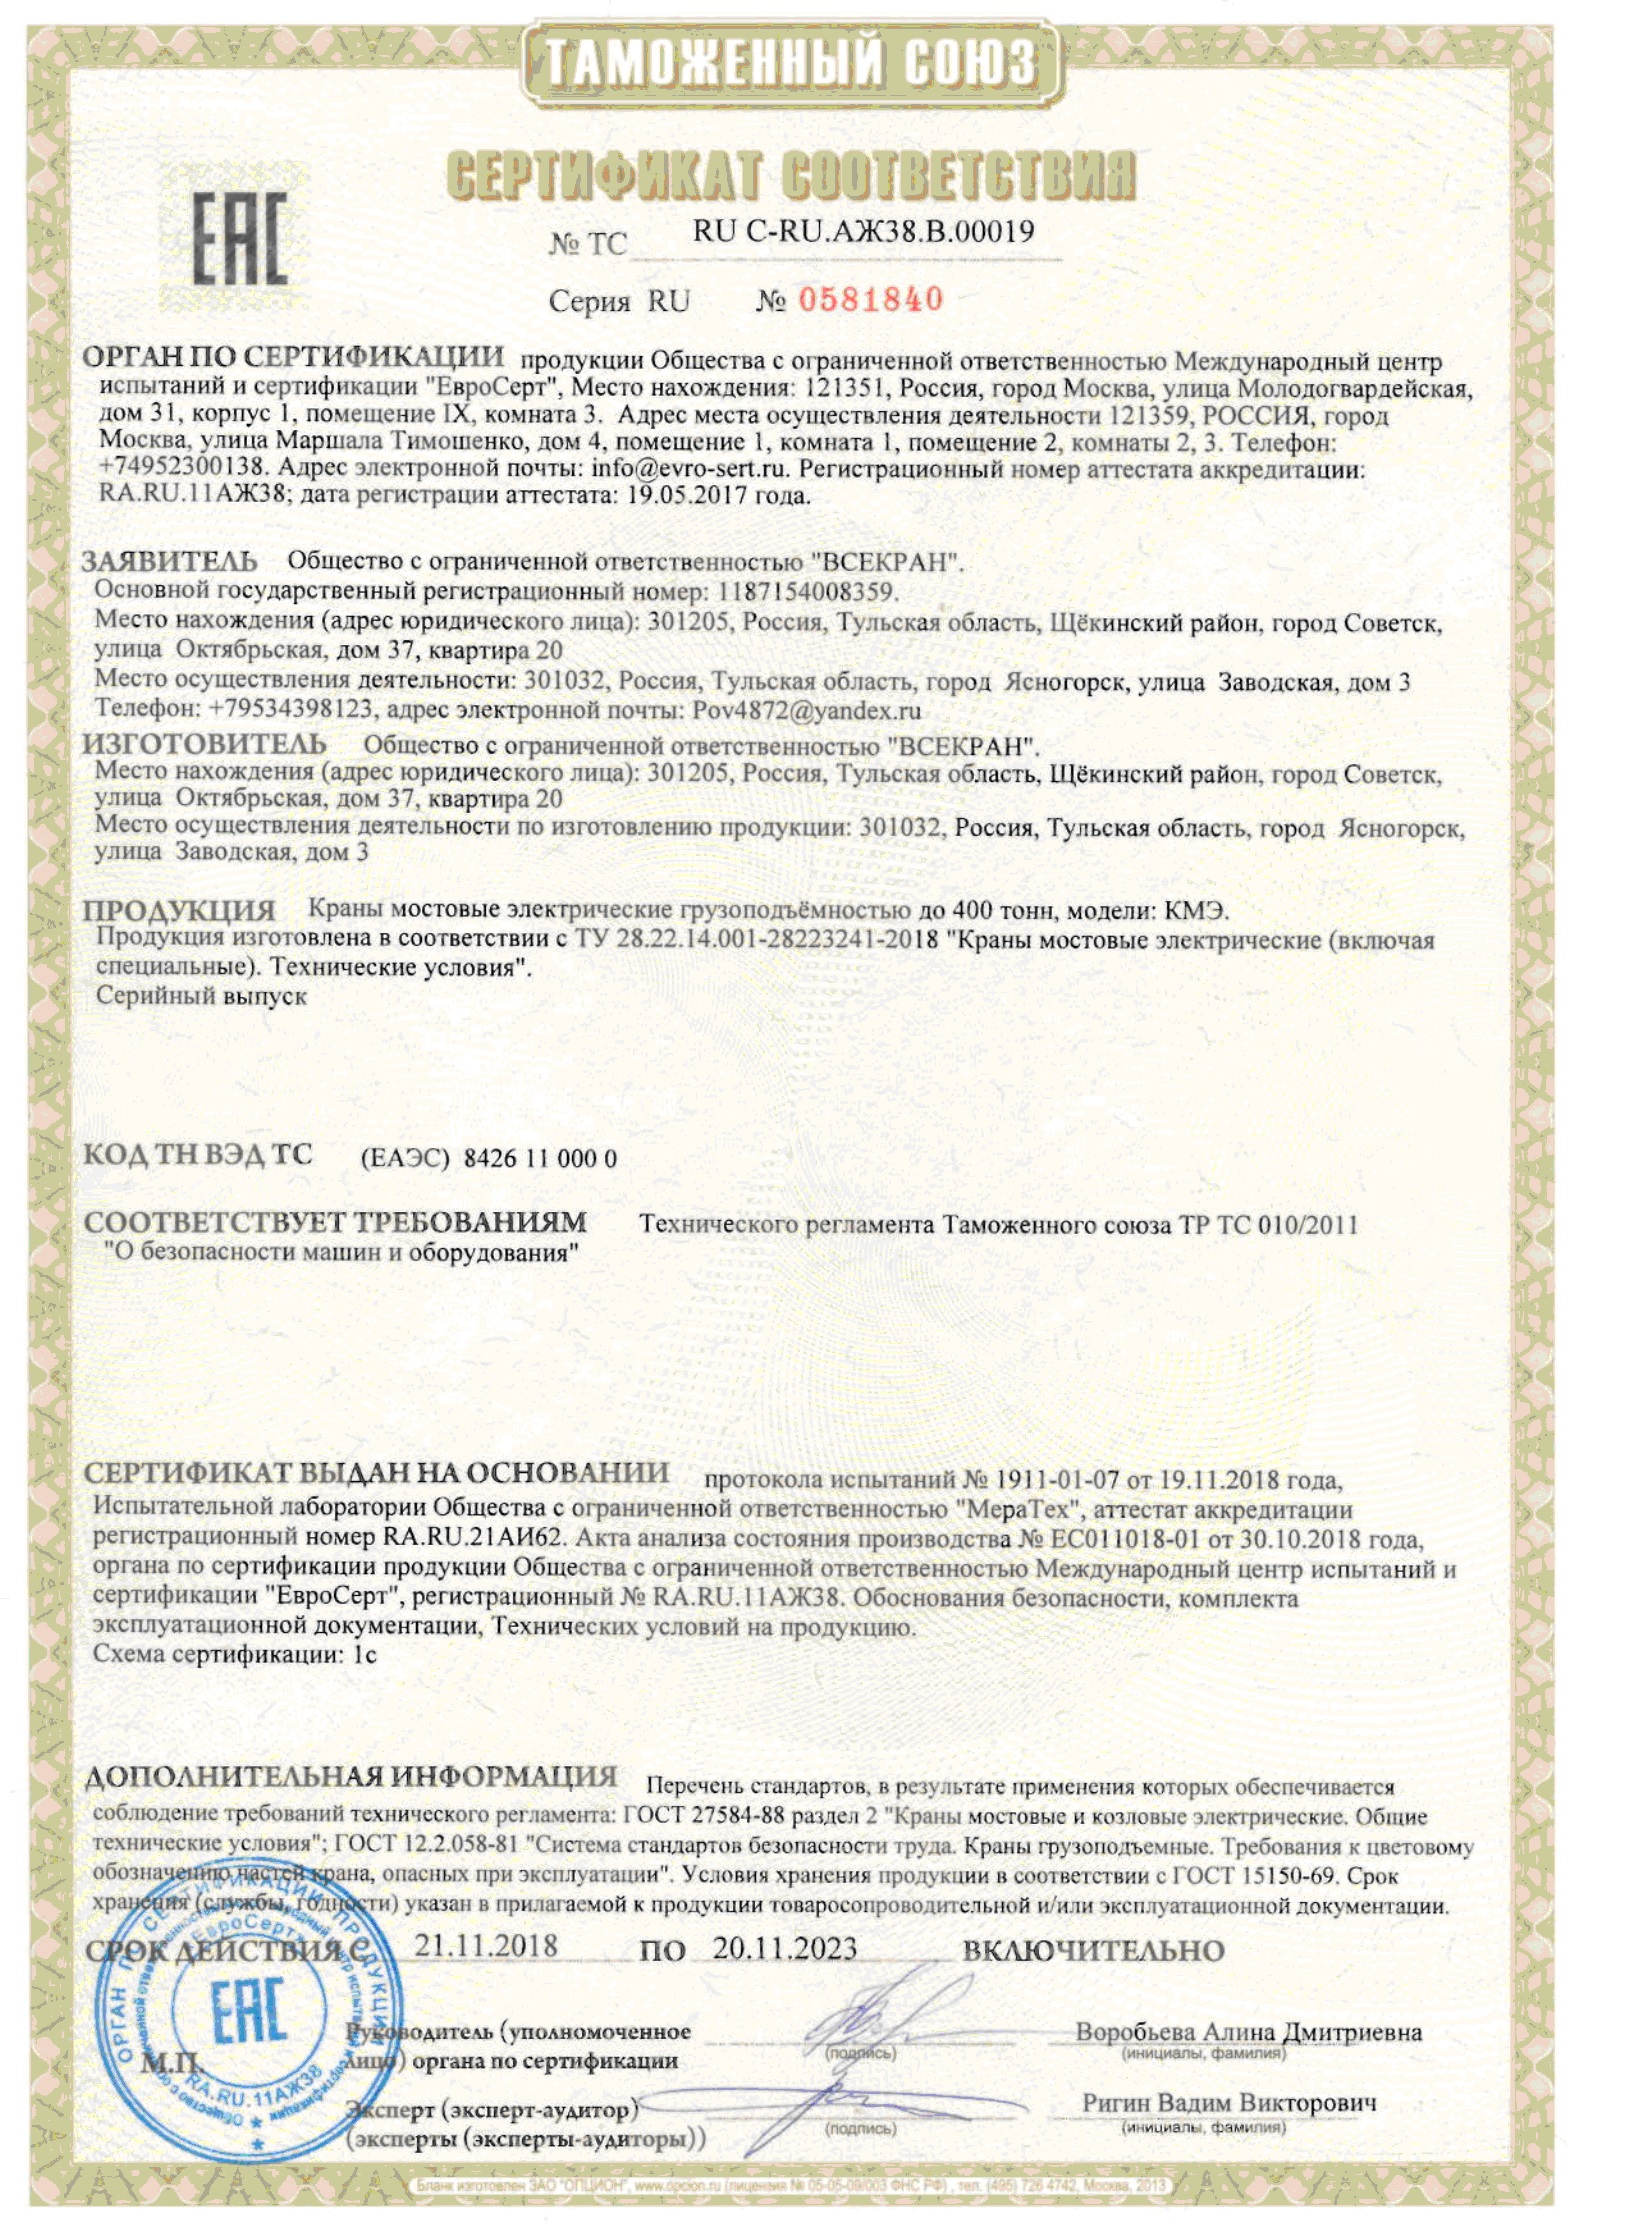 ТАМОЖЕННЫЙ СОЮЗ
СЕРТИФИКАТ СООТВЕТСТВИЯ
EAC
№ ТС RU C-RU.АЖ38.В.00019
Серия RU № 0581840
ОРГАН ПО СЕРТИФИКАЦИИ продукции Общества с ограниченной ответственностью Международный центр
испытаний и сертификации "ЕвроСерт", Место нахождения: 121351, Россия, город Москва, улица Молодогвардейская,
дом 31, корпус 1, помещение IX, комната 3. Адрес места осуществления деятельности 121359, РОССИЯ, город
Москва, улица Маршала Тимошенко, дом 4, помещение 1, комната 1, помещение 2, комнаты 2, 3. Телефон:
+74952300138. Адрес электронной почты: info@evro-sert.ru. Регистрационный номер аттестата аккредитации:
RA.RU.11АЖ38; дата регистрации аттестата: 19.05.2017 года.
ЗАЯВИТЕЛЬ Общество с ограниченной ответственностью "ВСЕКРАН".
Основной государственный регистрационный номер: 1187154008359.
Место нахождения (адрес юридического лица): 301205, Россия, Тульская область, Щёкинский район, город Советск,
улица Октябрьская, дом 37, квартира 20
Место осуществления деятельности: 301032, Россия, Тульская область, город Ясногорск, улица Заводская, дом 3
Телефон: +79534398123, адрес электронной почты: Pov4872@yandex.ru
ИЗГОТОВИТЕЛЬ Общество с ограниченной ответственностью "ВСЕКРАН".
Место нахождения (адрес юридического лица): 301205, Россия, Тульская область, Щёкинский район, город Советск,
улица Октябрьская, дом 37, квартира 20
Место осуществления деятельности по изготовлению продукции: 301032, Россия, Тульская область, город Ясногорск,
улица Заводская, дом 3
ПРОДУКЦИЯ Краны мостовые электрические грузоподъёмностью до 400 тонн, модели: КМЭ.
Продукция изготовлена в соответствии с ТУ 28.22.14.001-28223241-2018 "Краны мостовые электрические (включая
специальные). Технические условия".
Серийный выпуск
КОД ТН ВЭД ТС (ЕАЭС) 8426 11 000 0
СООТВЕТСТВУЕТ ТРЕБОВАНИЯМ Технического регламента Таможенного союза ТР ТС 010/2011
"О безопасности машин и оборудования"
СЕРТИФИКАТ ВЫДАН НА ОСНОВАНИИ протокола испытаний № 1911-01-07 от 19.11.2018 года,
Испытательной лаборатории Общества с ограниченной ответственностью "МераТех", аттестат аккредитации
регистрационный номер RA.RU.21АИ62. Акта анализа состояния производства № ЕС011018-01 от 30.10.2018 года,
органа по сертификации продукции Общества с ограниченной ответственностью Международный центр испытаний и
сертификации "ЕвроСерт", регистрационный № RA.RU.11АЖ38. Обоснования безопасности, комплекта
эксплуатационной документации, Технических условий на продукцию.
Схема сертификации: 1с
ДОПОЛНИТЕЛЬНАЯ ИНФОРМАЦИЯ Перечень стандартов, в результате применения которых обеспечивается
соблюдение требований технического регламента: ГОСТ 27584-88 раздел 2 "Краны мостовые и козловые электрические. Общие
технические условия"; ГОСТ 12.2.058-81 "Система стандартов безопасности труда. Краны грузоподъемные. Требования к цветовому
обозначению частей крана, опасных при эксплуатации". Условия хранения продукции в соответствии с ГОСТ 15150-69. Срок
хранения (службы, годности) указан в прилагаемой к продукции товаросопроводительной и/или эксплуатационной документации.
СРОК ДЕЙСТВИЯ С 21.11.2018 ПО 20.11.2023 ВКЛЮЧИТЕЛЬНО
ОРГАН ПО СЕРТИФИКАЦИИ ПРОДУКЦИИ
ЕвроСерт
EAC
RA.RU.11АЖ38
М.П.
Руководитель (уполномоченное
лицо) органа по сертификации
(подпись)
Воробьева Алина Дмитриевна
(инициалы, фамилия)
Эксперт (эксперт-аудитор)
(эксперты (эксперты-аудиторы))
(подпись)
Ригин Вадим Викторович
(инициалы, фамилия)
Бланк изготовлен ЗАО "ОПЦИОН", www.opcion.ru (лицензия № 05-05-09/003 ФНС РФ), тел. (495) 726 4742, Москва, 2013